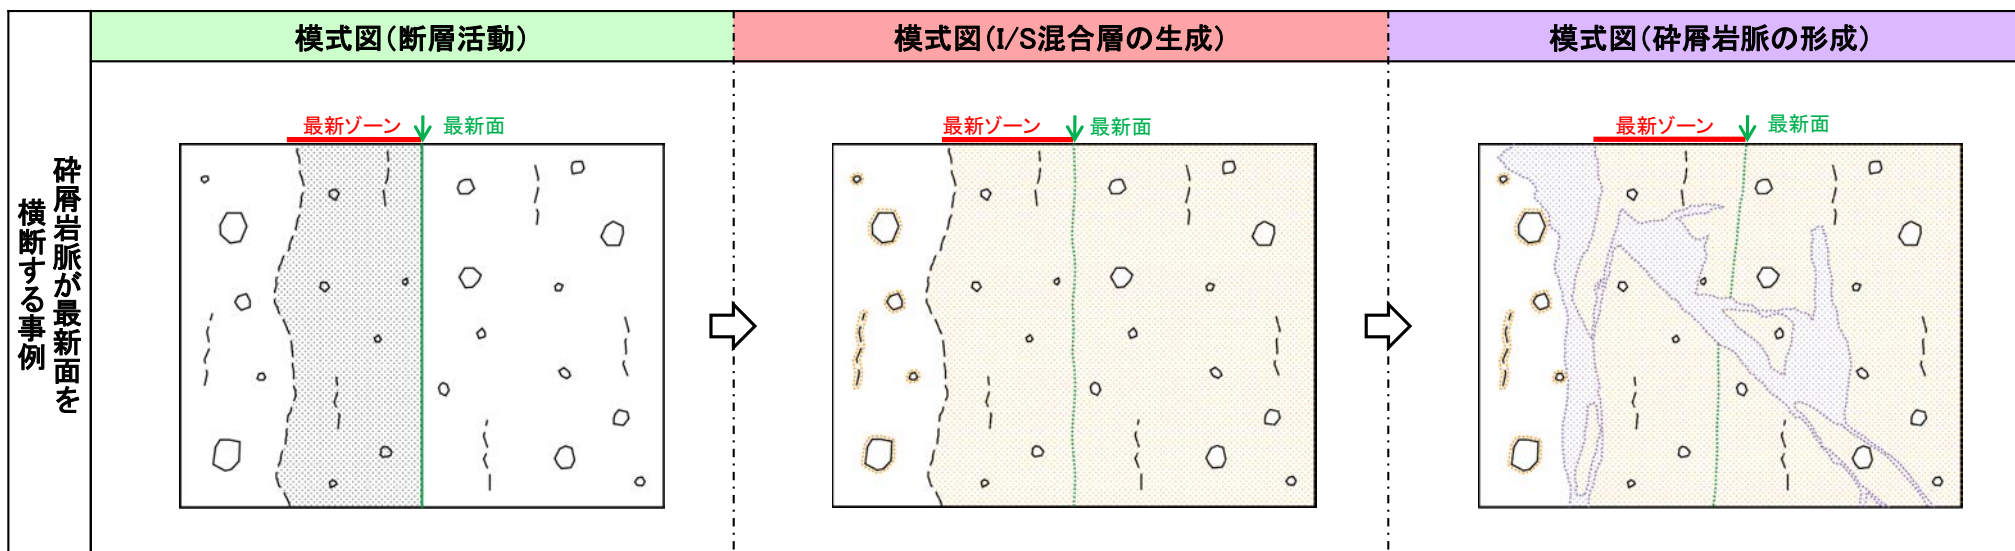 模式図(断層活動)
模式図(I/S混合層の生成)
模式図(砕屑岩脈の形成)
砕屑岩脈が最新面を
横断する事例
最新ゾーン
最新面
最新ゾーン
最新面
最新ゾーン
最新面